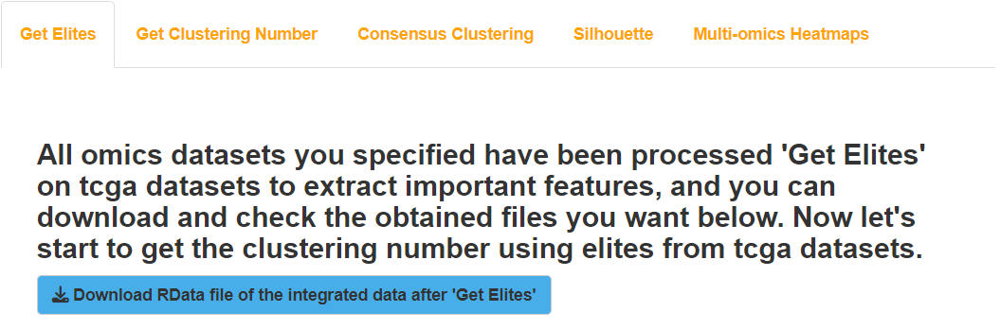 Get Elites Get Clustering Number Consensus Clustering Silhouette Multi-omics Heatmaps
All omics datasets you specified have been processed 'Get Elites'
on tcga datasets to extract important features, and you can
download and check the obtained files you want below. Now let's
start to get the clustering number using elites from tcga datasets.
Download RData file of the integrated data after 'Get Elites'